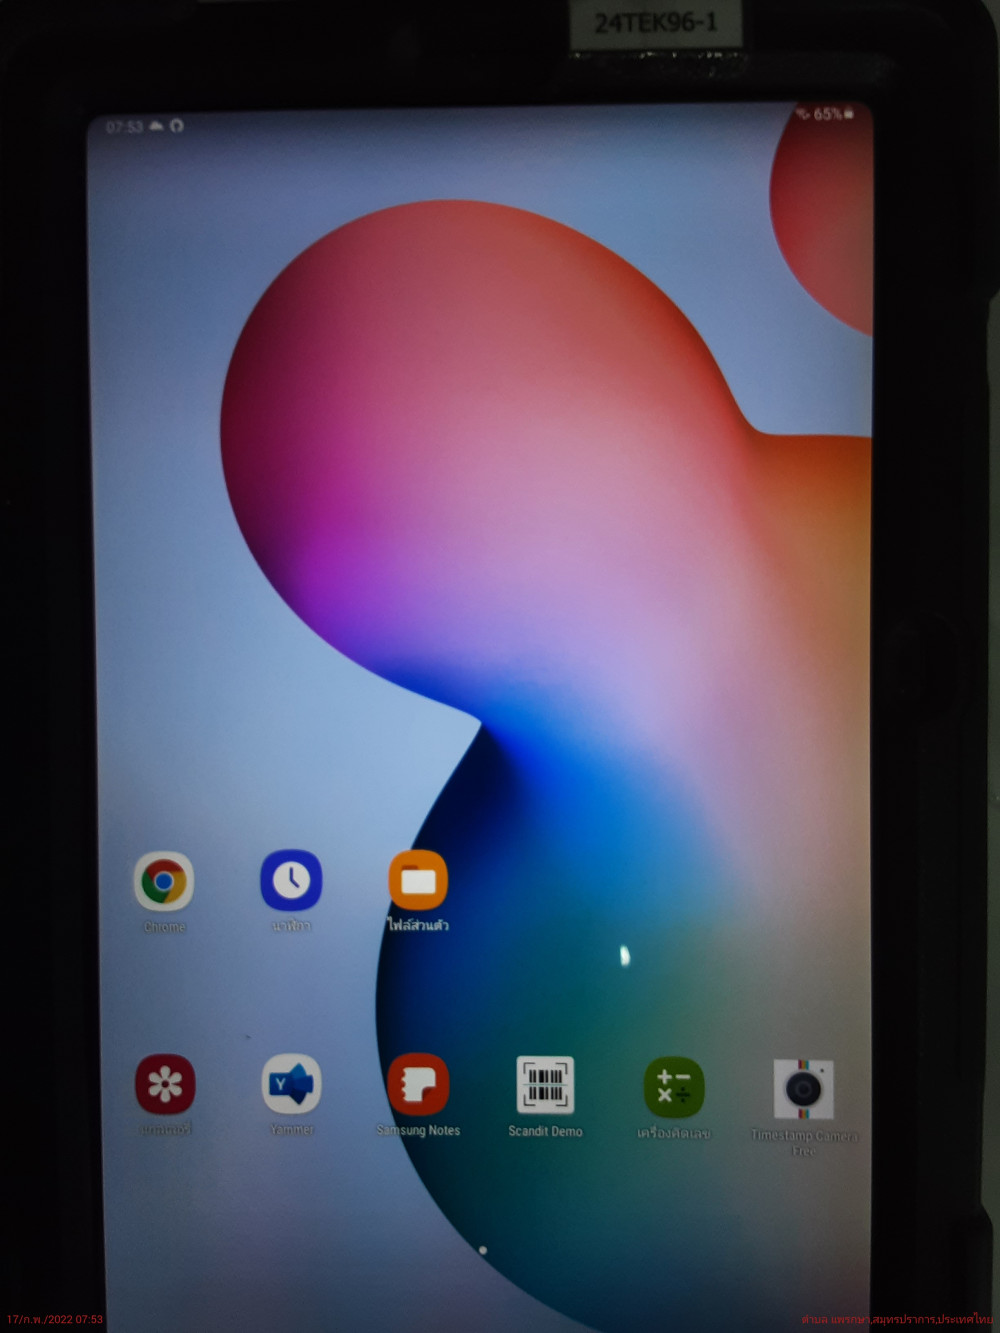 24TEK96-1
07:53
65%
Chrome
นาฬิกา
ไฟล์ส่วนตัว
แกลเลอรี่
Yammer
Samsung Notes
Scandit Demo
เครื่องคิดเลข
Timestamp Camera
Free
17/ก.พ./2022 07:53
ตำบล แพรกษา,สมุทรปราการ,ประเทศไทย